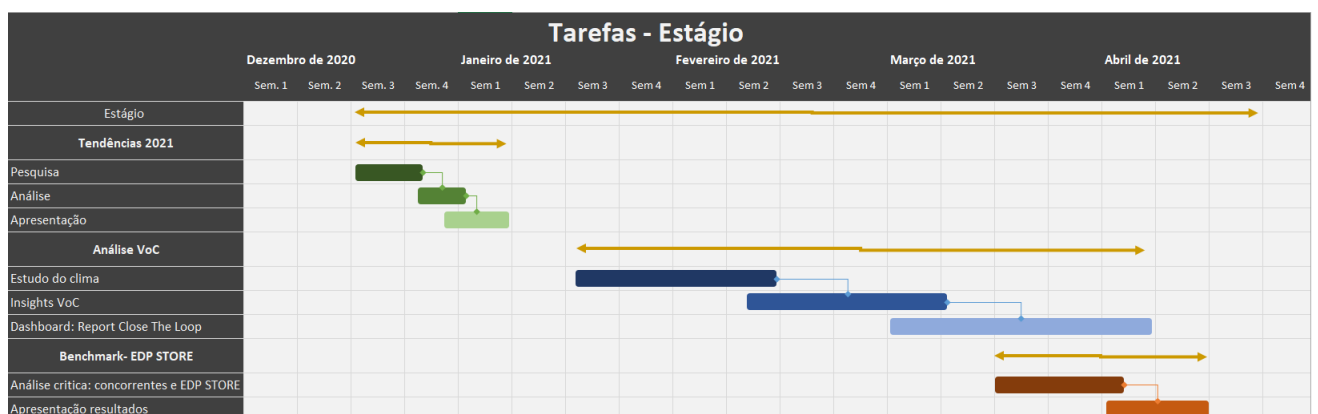 Tarefas - Estágio
Dezembro de 2020 Janeiro de 2021 Fevereiro de 2021 Março de 2021 Abril de 2021
Sem. 1 Sem. 2 Sem. 3 Sem. 4 Sem 1 Sem 2 Sem 3 Sem 4 Sem 1 Sem 2 Sem 3 Sem 4 Sem 1 Sem 2 Sem 3 Sem 4 Sem 1 Sem 2 Sem 3 Sem 4
Estágio
Tendências 2021
Pesquisa
Análise
Apresentação
Análise VoC
Estudo do clima
Insights VoC
Dashboard: Report Close The Loop
Benchmark- EDP STORE
Análise critica: concorrentes e EDP STORE
Apresentação resultados